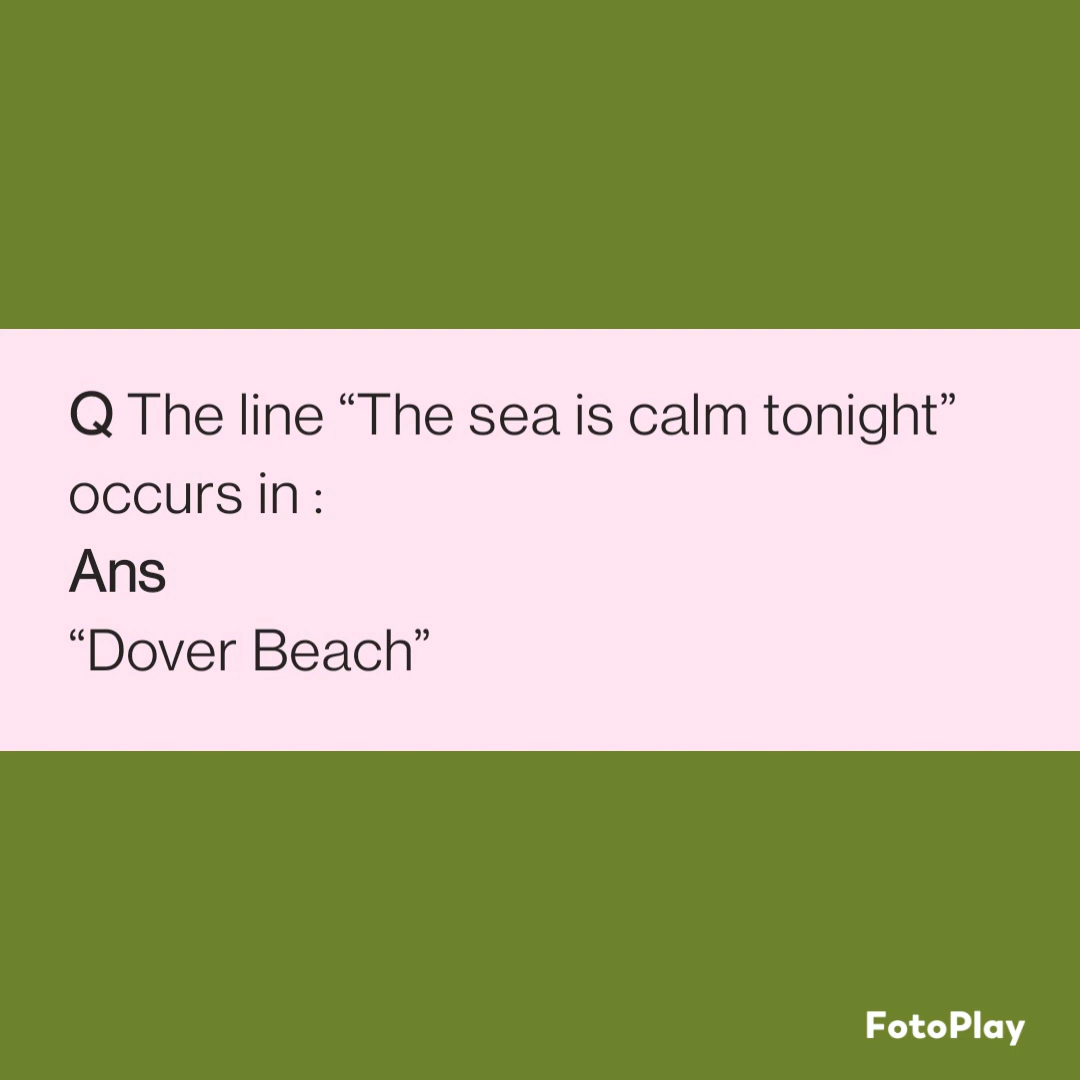 Q The line “The sea is calm tonight”
occurs in :
Ans
“Dover Beach”
FotoPlay